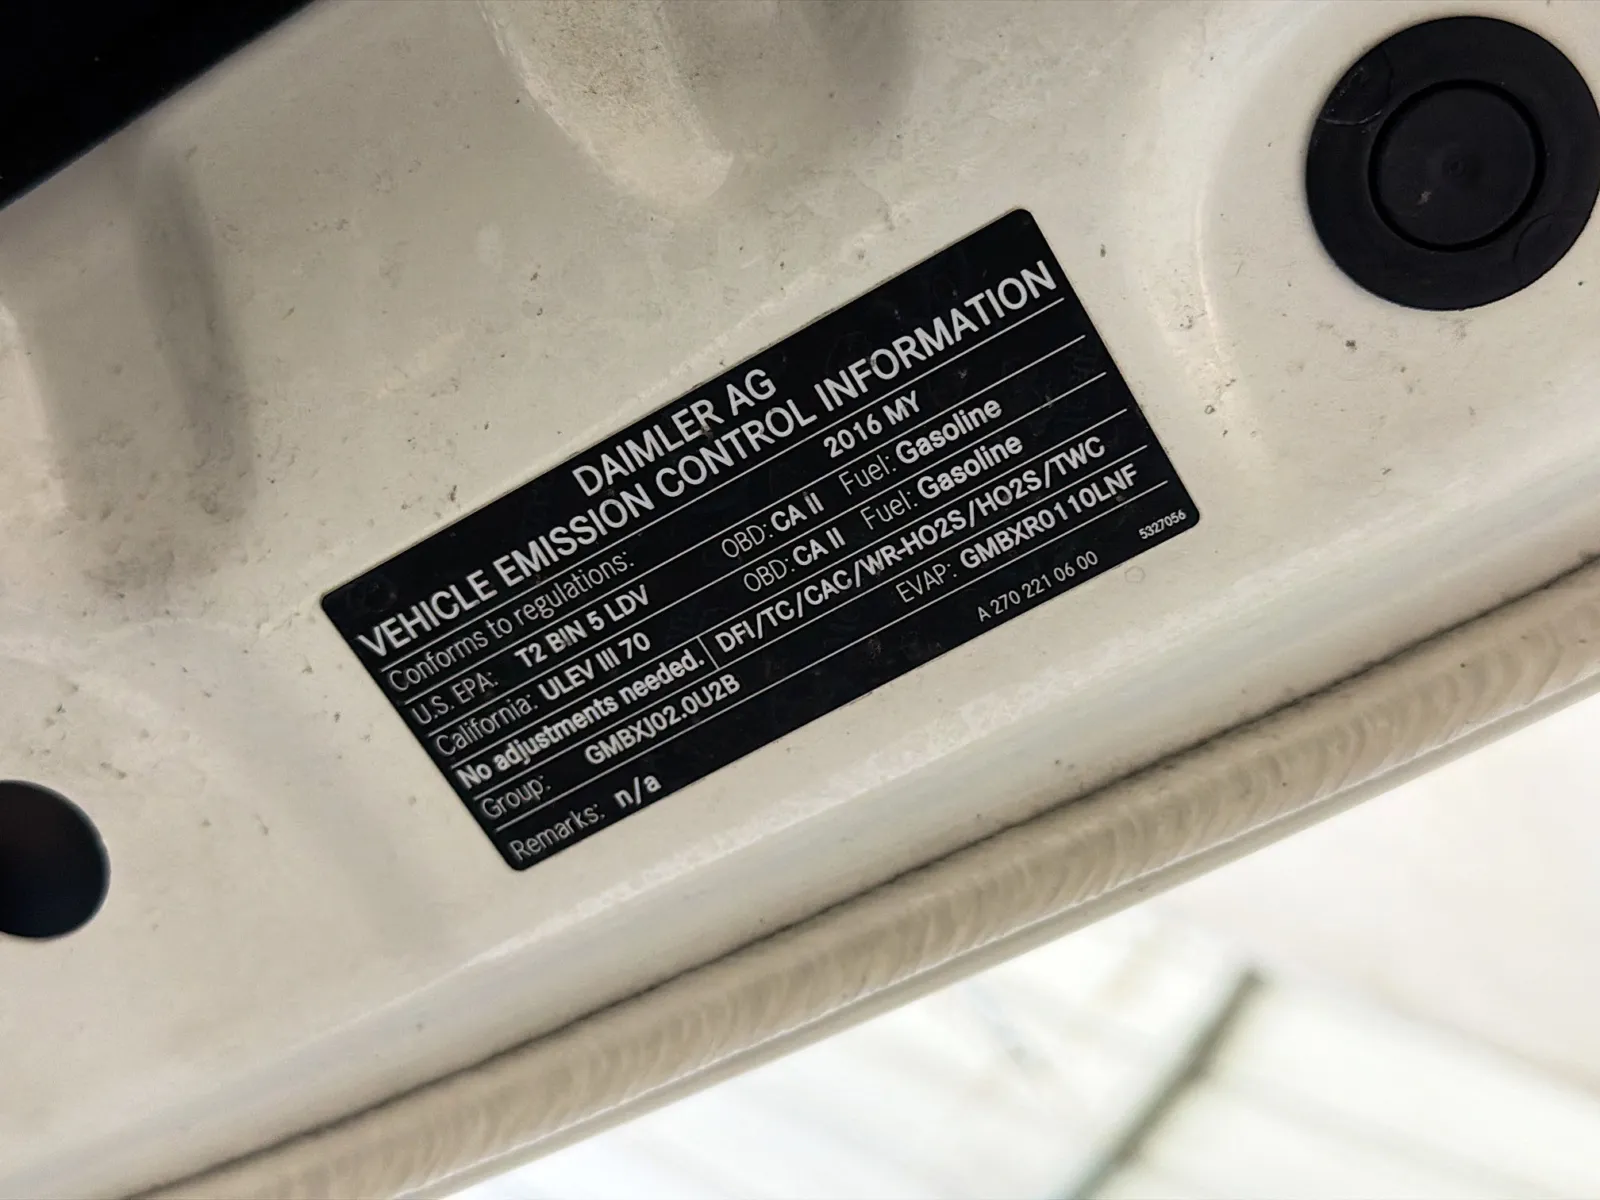 DAIMLER AG
VEHICLE EMISSION CONTROL INFORMATION
Conforms to regulations: 2016 MY
U.S. EPA: T2 BIN 5 LDV OBD: CA II Fuel: Gasoline
California: ULEV III 70 OBD: CA II Fuel: Gasoline
No adjustments needed. DFI/TC/CAC/WR-HO2S/HO2S/TWC
Group: GMBXJ02.0U2B EVAP: GMBXR0110LNF
Remarks: n/a A 270 221 06 00 5327056